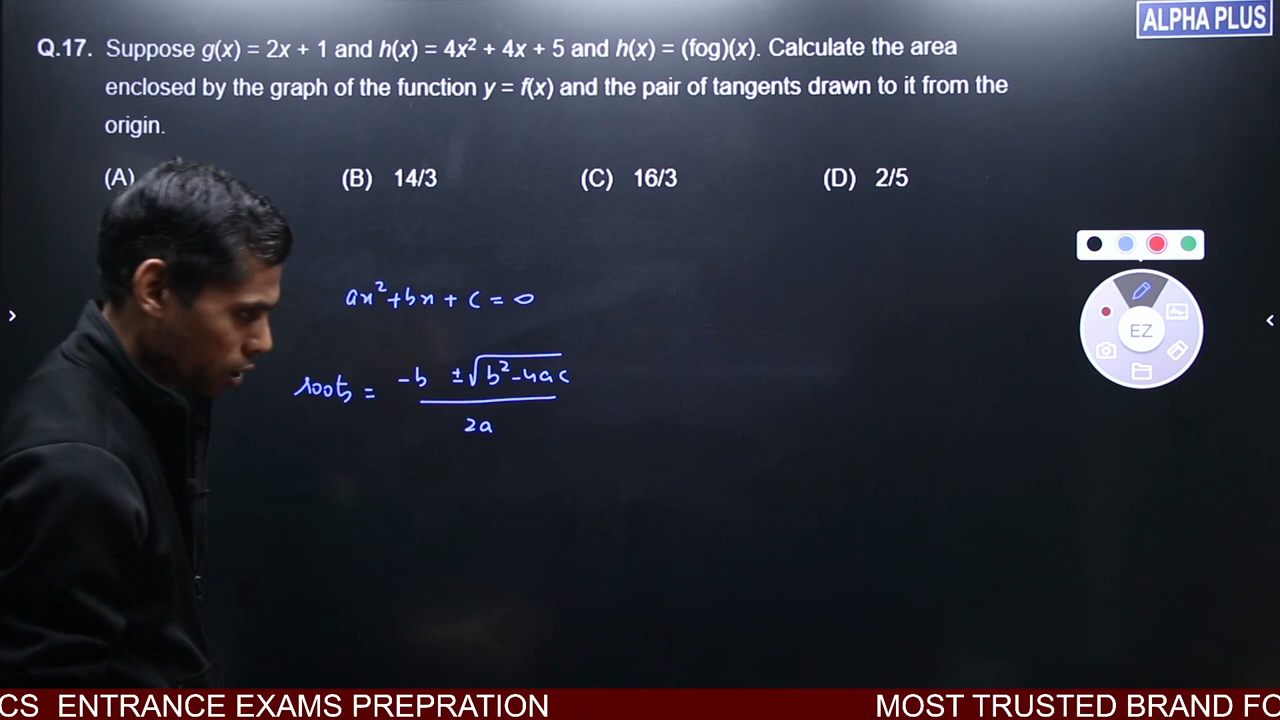 ALPHA PLUS
Q.17. Suppose g(x) = 2x + 1 and h(x) = 4x² + 4x + 5 and h(x) = (fog)(x). Calculate the area
enclosed by the graph of the function y = f(x) and the pair of tangents drawn to it from the
origin.
(A) (B) 14/3 (C) 16/3 (D) 2/5
ax² + bx + c = 0
roots = -b ± √b² - 4ac
2a
EZ
CS ENTRANCE EXAMS PREPRATION MOST TRUSTED BRAND FO